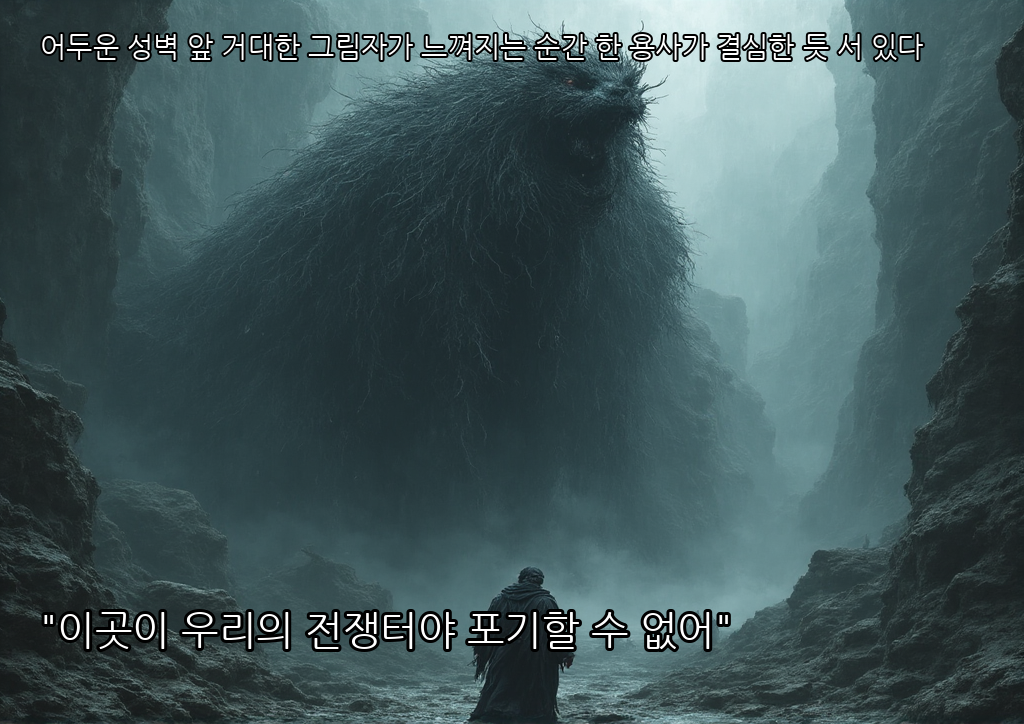 어두운 성벽 앞 거대한 그림자가 느껴지는 순간 한 용사가 결심한 듯 서 있다
"이곳이 우리의 전쟁터야 포기할 수 없어"